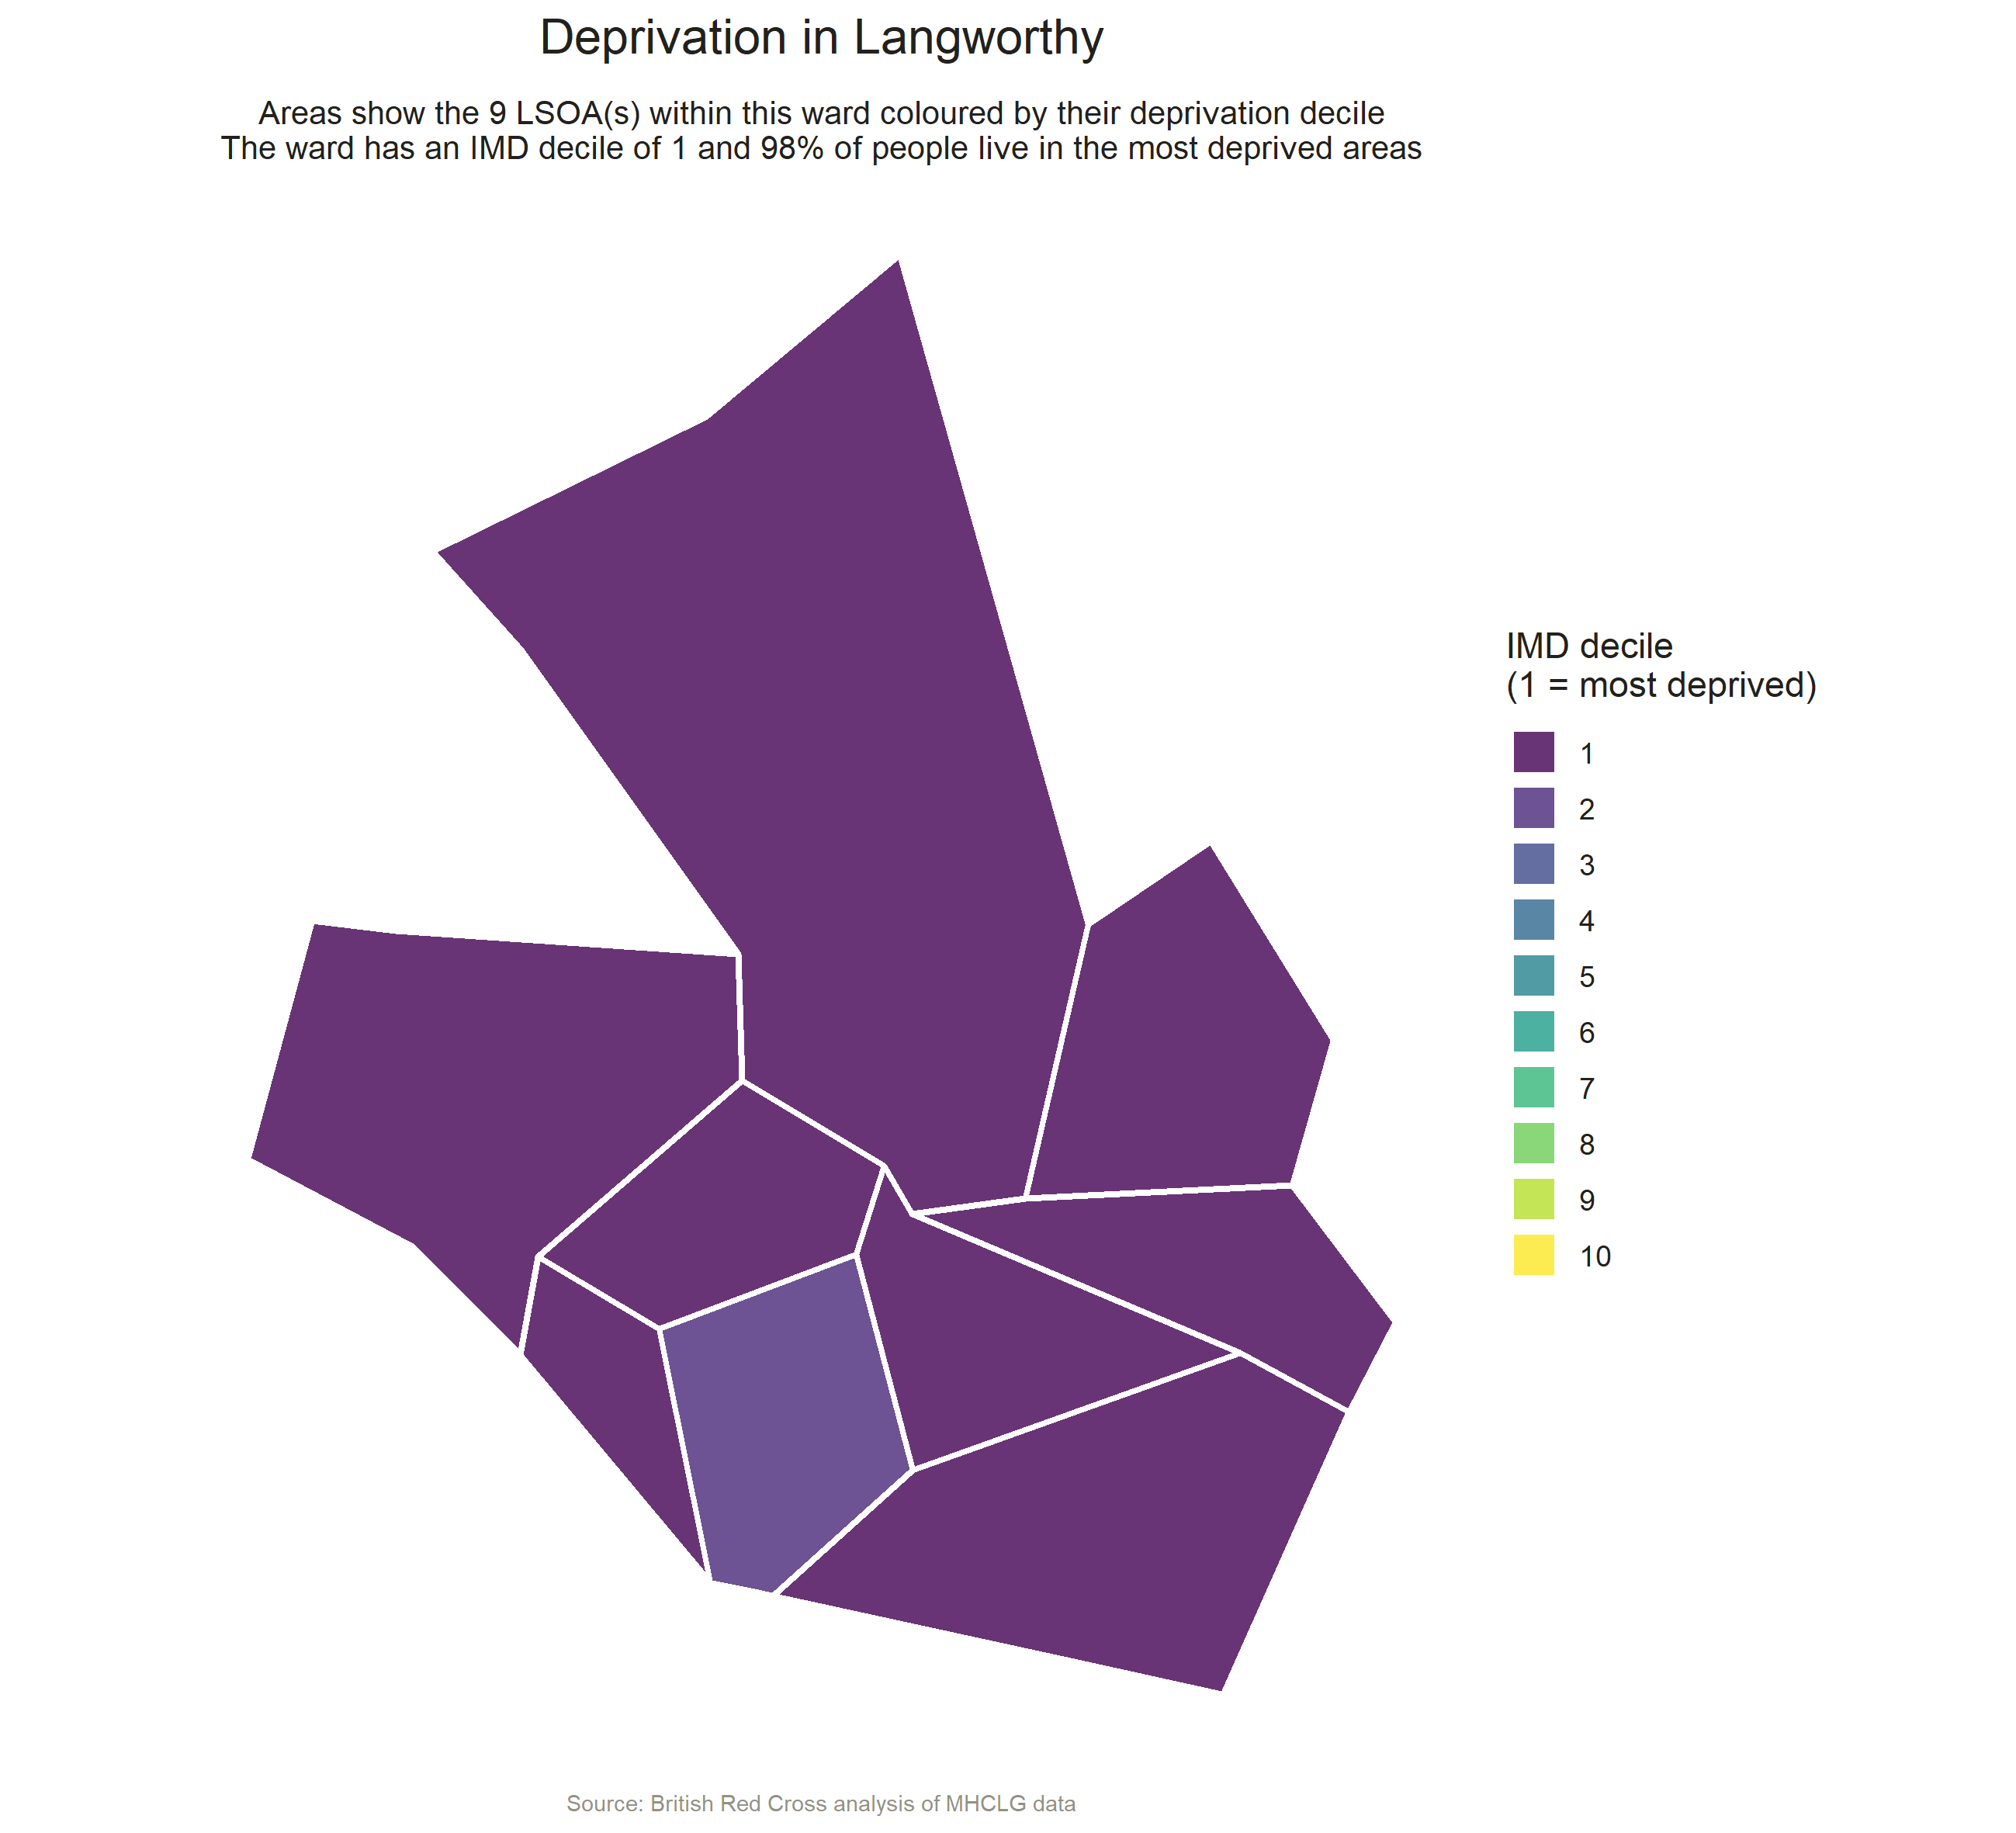 Deprivation in Langworthy
Areas show the 9 LSOA(s) within this ward coloured by their deprivation decile
The ward has an IMD decile of 1 and 98% of people live in the most deprived areas
IMD decile
(1 = most deprived)
1
2
3
4
5
6
7
8
9
10
Source: British Red Cross analysis of MHCLG data